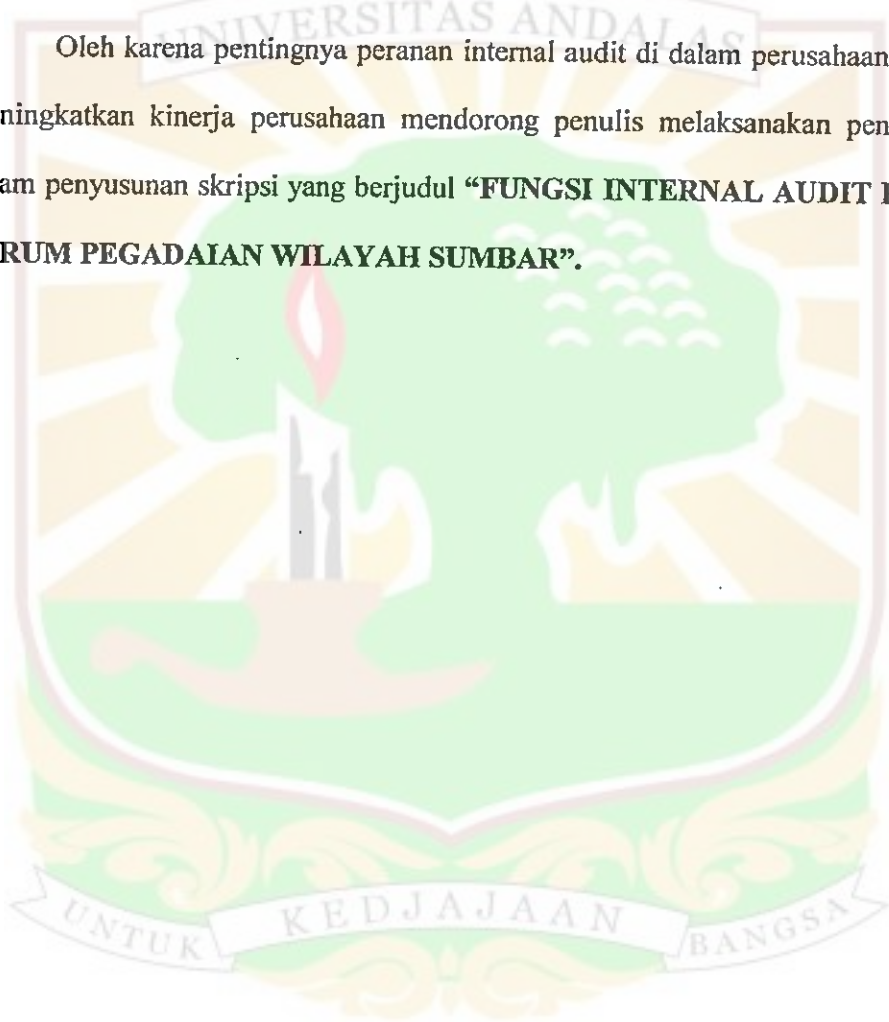 UNIVERSITAS ANDALAS
Oleh karena pentingnya peranan internal audit di dalam perusahaan
ningkatkan kinerja perusahaan mendorong penulis melaksanakan pen
am penyusunan skripsi yang berjudul “FUNGSI INTERNAL AUDIT
RUM PEGADAIAN WILAYAH SUMBAR”.
UNTUK KEDJAJAAN BANGSA